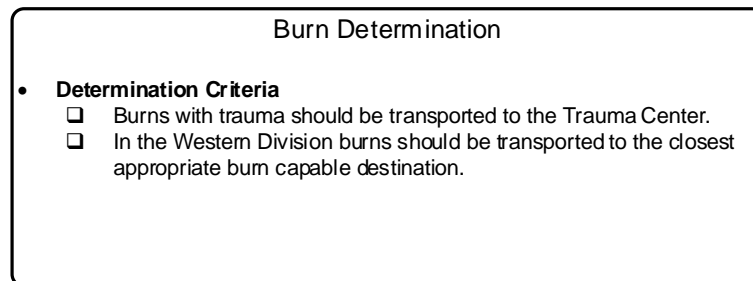 Burn Determination
• Determination Criteria
❑ Burns with trauma should be transported to the Trauma Center.
❑ In the Western Division burns should be transported to the closest
appropriate burn capable destination.